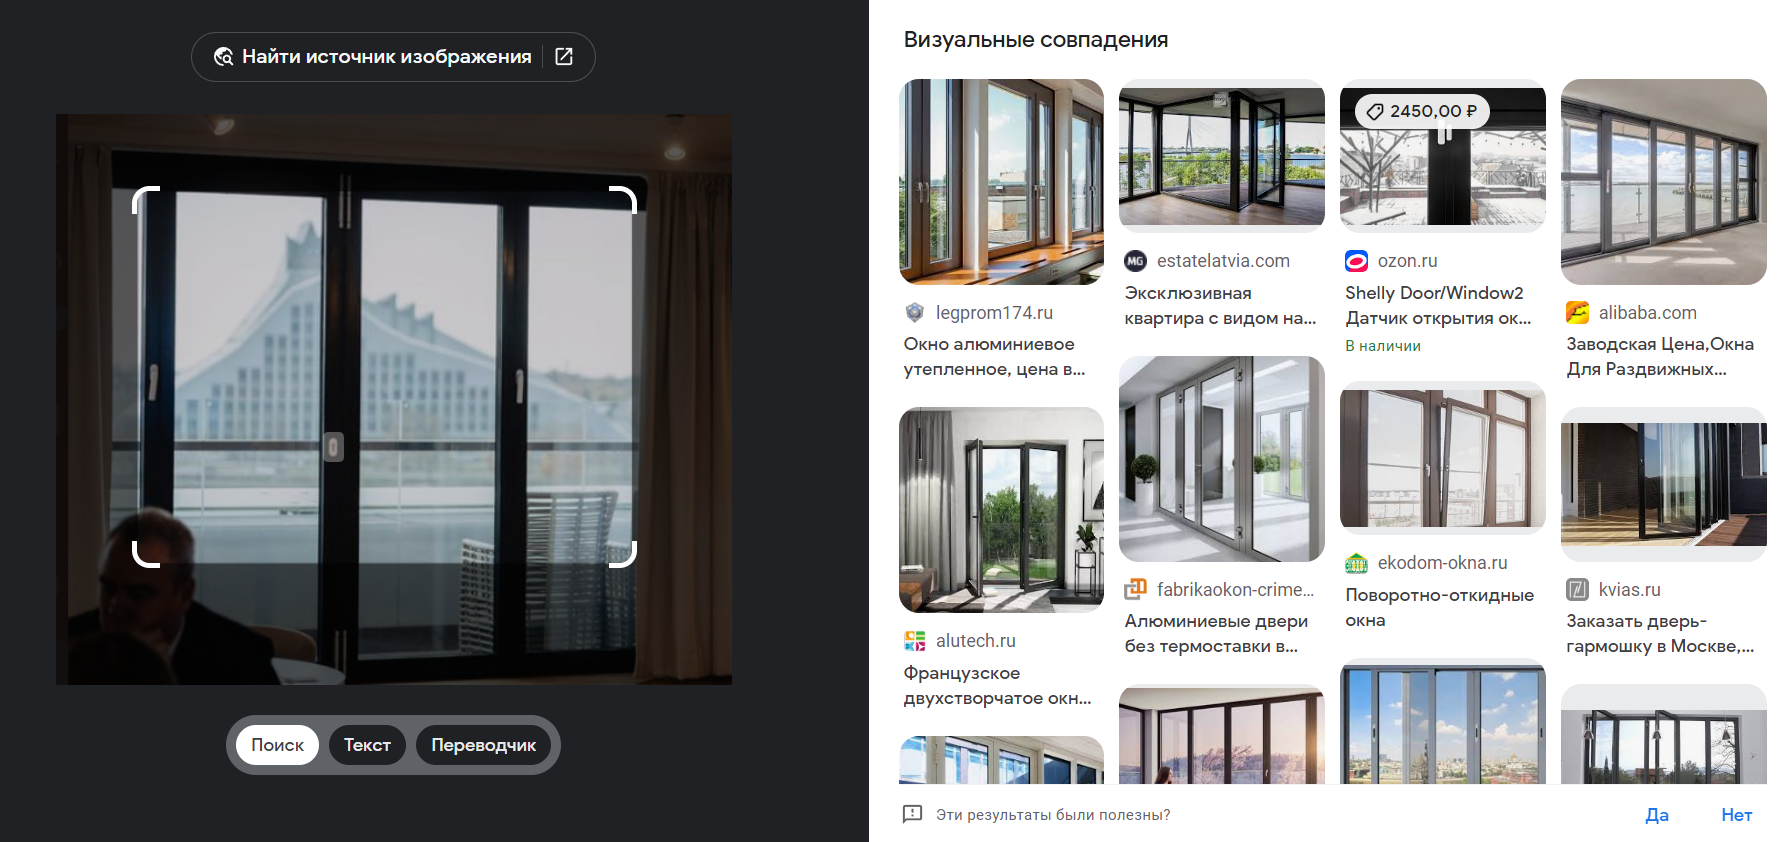 Найти источник изображения
Поиск
Текст
Переводчик
Визуальные совпадения
legprom174.ru
Окно алюминиевое
утепленное, цена в...
alutech.ru
Французское
двухстворчатое окн...
MG
estatelatvia.com
Эксклюзивная
квартира с видом на...
fabrikaokon-crime...
Алюминиевые двери
без термоставки в...
2450,00 ₽
ozon.ru
Shelly Door/Window2
Датчик открытия ок...
В наличии
ekodom-okna.ru
Поворотно-откидные
окна
alibaba.com
Заводская Цена,Окна
Для Раздвижных...
kvias.ru
Заказать дверь-
гармошку в Москве,...
Эти результаты были полезны?
Да
Нет